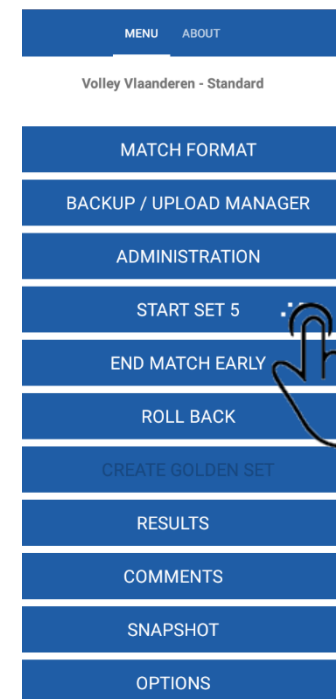 MENU ABOUT
Volley Vlaanderen - Standard
MATCH FORMAT
BACKUP / UPLOAD MANAGER
ADMINISTRATION
START SET 5
END MATCH EARLY
ROLL BACK
CREATE GOLDEN SET
RESULTS
COMMENTS
SNAPSHOT
OPTIONS